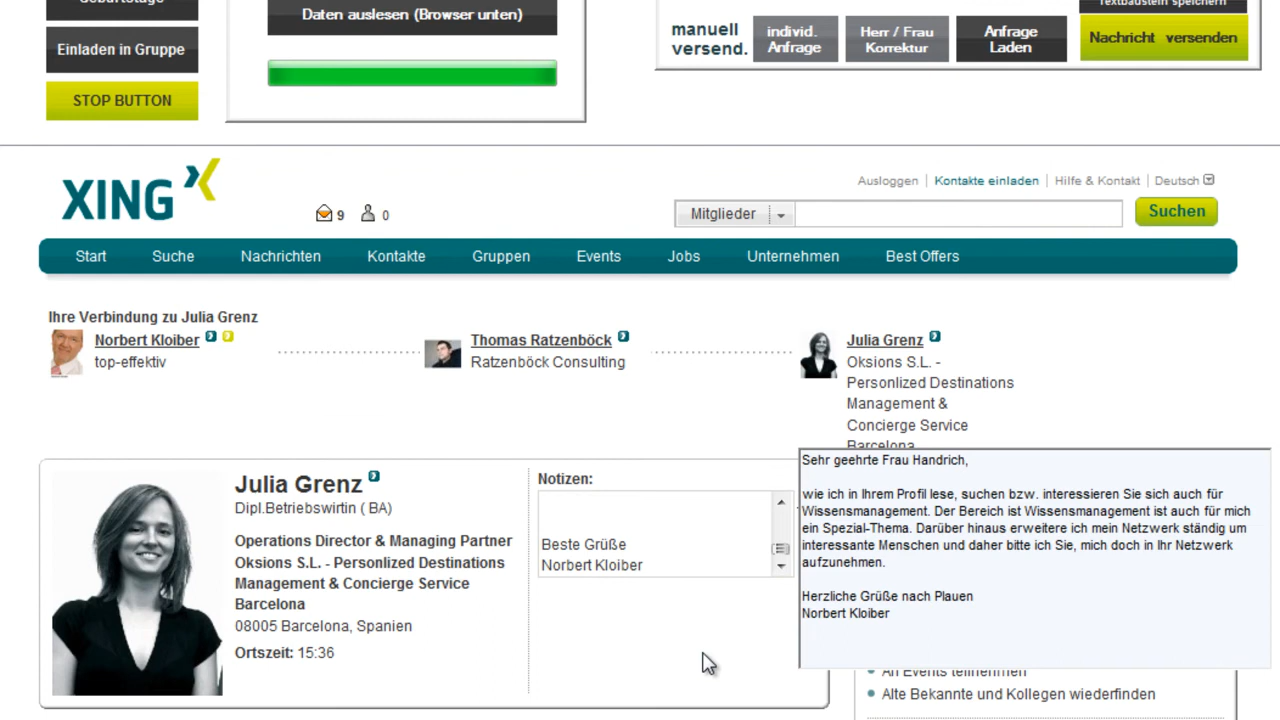 Geburtstage
Einladen in Gruppe
STOP BUTTON
Daten auslesen (Browser unten)
manuell
versend.
individ.
Anfrage
Herr / Frau
Korrektur
Anfrage
Laden
Textbaustein speichern
Nachricht versenden
XING
9
0
Ausloggen
Kontakte einladen
Hilfe & Kontakt
Deutsch
Mitglieder
Suchen
Start
Suche
Nachrichten
Kontakte
Gruppen
Events
Jobs
Unternehmen
Best Offers
Ihre Verbindung zu Julia Grenz
Norbert Kloiber
top-effektiv
Thomas Ratzenböck
Ratzenböck Consulting
Julia Grenz
Oksions S.L. -
Personlized Destinations
Management &
Concierge Service
Barcelona
Julia Grenz
Dipl.Betriebswirtin ( BA)
Operations Director & Managing Partner
Oksions S.L. - Personlized Destinations
Management & Concierge Service
Barcelona
08005 Barcelona, Spanien
Ortszeit: 15:36
Notizen:
Beste Grüße
Norbert Kloiber
Sehr geehrte Frau Handrich,
wie ich in Ihrem Profil lese, suchen bzw. interessieren Sie sich auch für
Wissensmanagement. Der Bereich ist Wissensmanagement ist auch für mich
ein Spezial-Thema. Darüber hinaus erweitere ich mein Netzwerk ständig um
interessante Menschen und daher bitte ich Sie, mich doch in Ihr Netzwerk
aufzunehmen.
Herzliche Grüße nach Plauen
Norbert Kloiber
An Events teilnehmen
Alte Bekannte und Kollegen wiederfinden